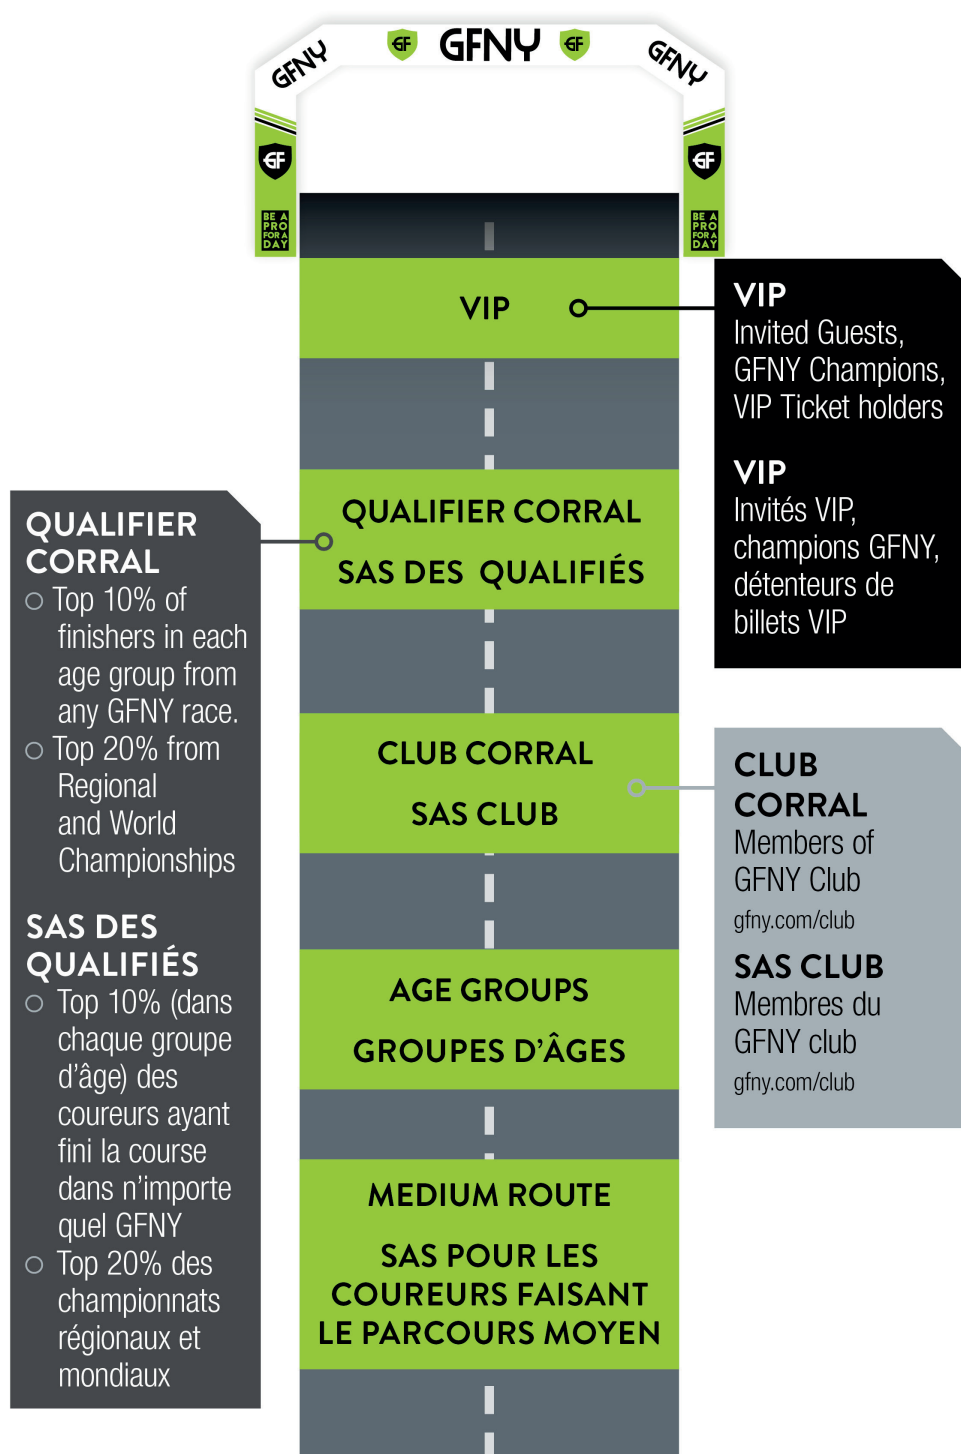 GFNY
GF
GFNY
GF
GFNY
GF
BE A
PRO
FOR A
DAY
GF
BE A
PRO
FOR A
DAY
VIP
VIP
Invited Guests,
GFNY Champions,
VIP Ticket holders
VIP
Invités VIP,
champions GFNY,
détenteurs de
billets VIP
QUALIFIER CORRAL
SAS DES QUALIFIÉS
QUALIFIER
CORRAL
Top 10% of
finishers in each
age group from
any GFNY race.
Top 20% from
Regional
and World
Championships
SAS DES
QUALIFIÉS
Top 10% (dans
chaque groupe
d'âge) des
coureurs ayant
fini la course
dans n'importe
quel GFNY
Top 20% des
championnats
régionaux et
mondiaux
CLUB CORRAL
SAS CLUB
CLUB
CORRAL
Members of
GFNY Club
gfny.com/club
SAS CLUB
Membres du
GFNY club
gfny.com/club
AGE GROUPS
GROUPES D'ÂGES
MEDIUM ROUTE
SAS POUR LES
COUREURS FAISANT
LE PARCOURS MOYEN